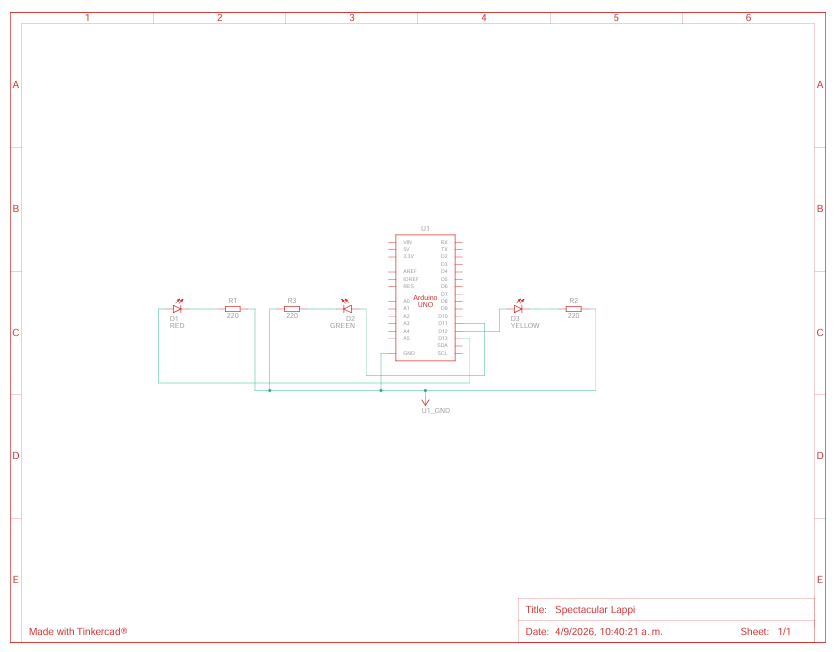 1 2 3 4 5 6
A A
B B
U1
VIN RX
5V TX
3.3V D2
D3
AREF D4
IOREF D5
RES D6
D7
A0 D8
A1 D9
A2 D10
A3 D11
A4 D12
A5 D13
SDA
GND SCL
Arduino
UNO
R1 R3 R2
220 220 220
D1 D2 D3
RED GREEN YELLOW
C C
U1_GND
D D
E E
Title: Spectacular Lappi
Made with Tinkercad® Date: 4/9/2026, 10:40:21 a. m. Sheet: 1/1